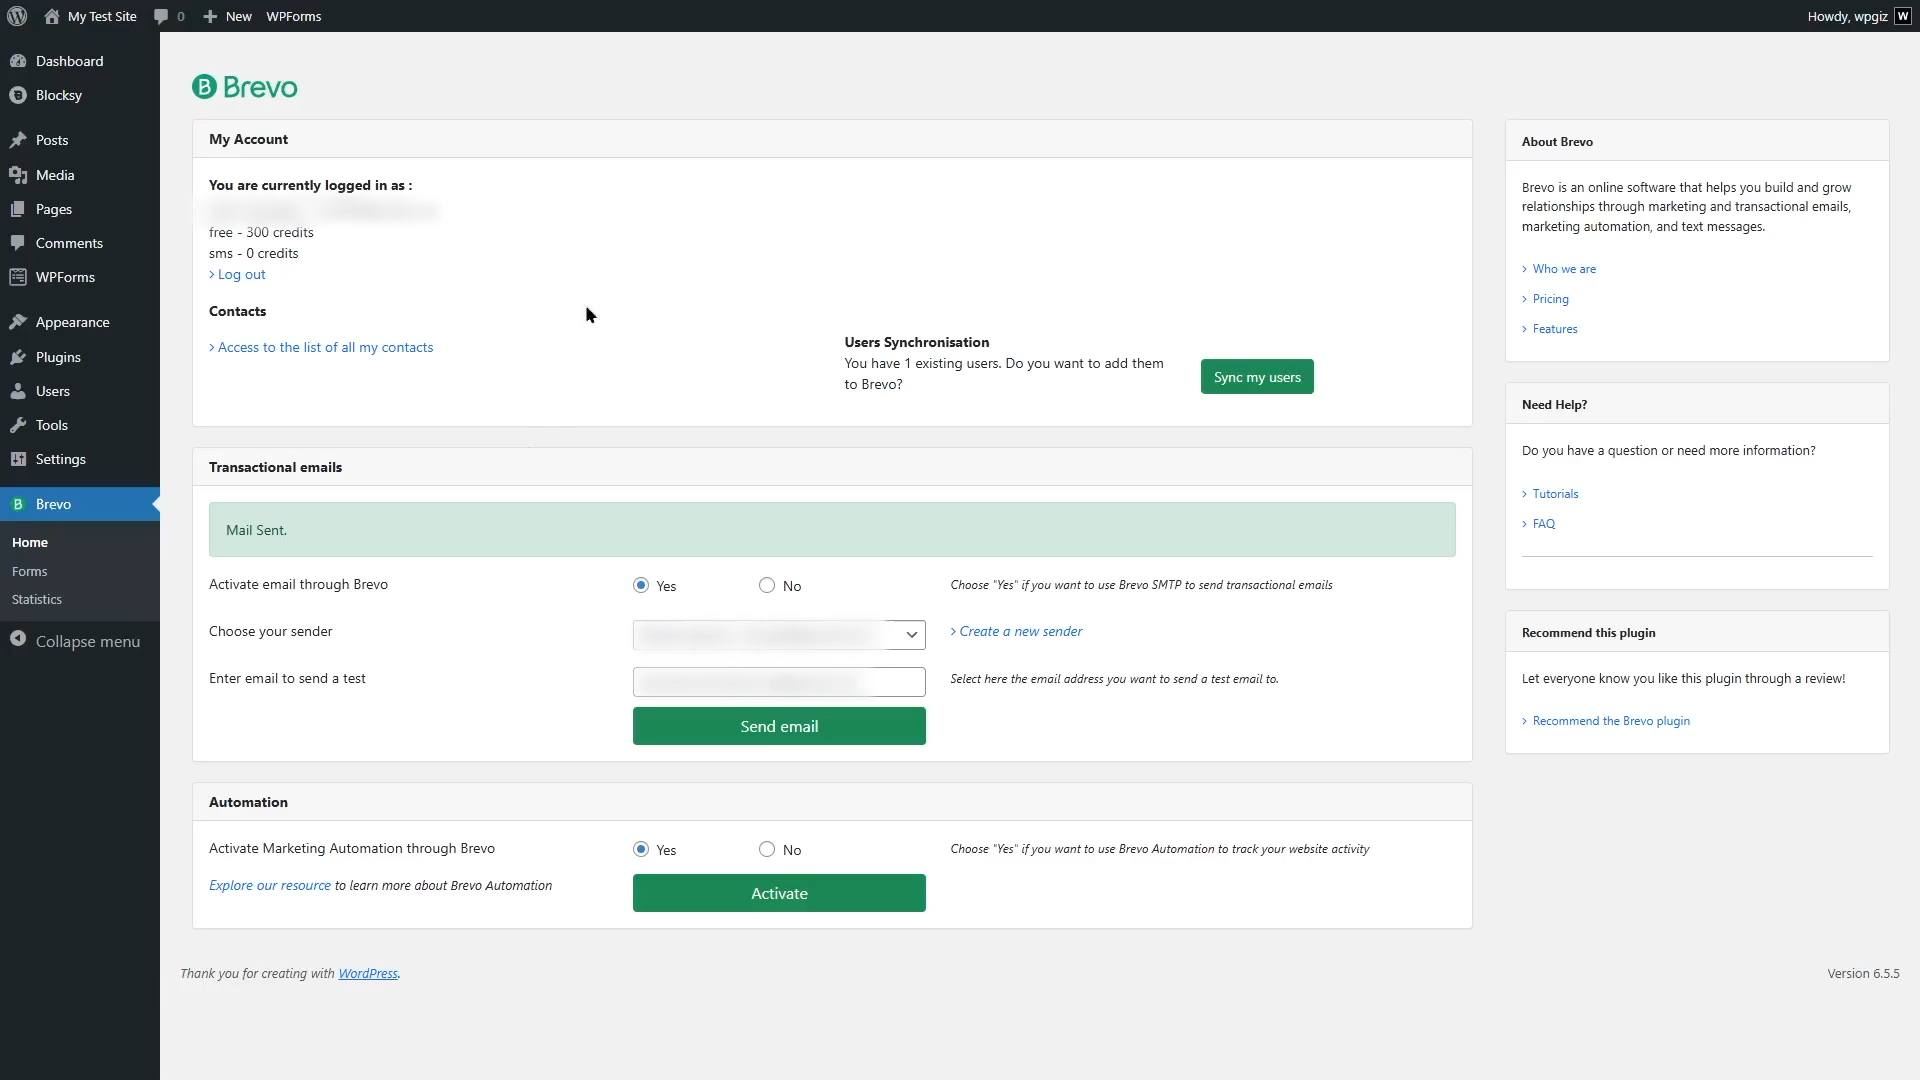 My Test Site
0
New
WPForms
Howdy, wpgiz
W
Dashboard
Blocksy
Posts
Media
Pages
Comments
WPForms
Appearance
Plugins
Users
Tools
Settings
B Brevo
Home
Forms
Statistics
Collapse menu
B Brevo
My Account
You are currently logged in as :
free - 300 credits
sms - 0 credits
> Log out
Contacts
> Access to the list of all my contacts
Users Synchronisation
You have 1 existing users. Do you want to add them
to Brevo?
Sync my users
Transactional emails
Mail Sent.
Activate email through Brevo
Yes
No
Choose "Yes" if you want to use Brevo SMTP to send transactional emails
Choose your sender
> Create a new sender
Enter email to send a test
Select here the email address you want to send a test email to.
Send email
Automation
Activate Marketing Automation through Brevo
Yes
No
Choose "Yes" if you want to use Brevo Automation to track your website activity
Explore our resource to learn more about Brevo Automation
Activate
About Brevo
Brevo is an online software that helps you build and grow
relationships through marketing and transactional emails,
marketing automation, and text messages.
> Who we are
> Pricing
> Features
Need Help?
Do you have a question or need more information?
> Tutorials
> FAQ
Recommend this plugin
Let everyone know you like this plugin through a review!
> Recommend the Brevo plugin
Thank you for creating with WordPress.
Version 6.5.5